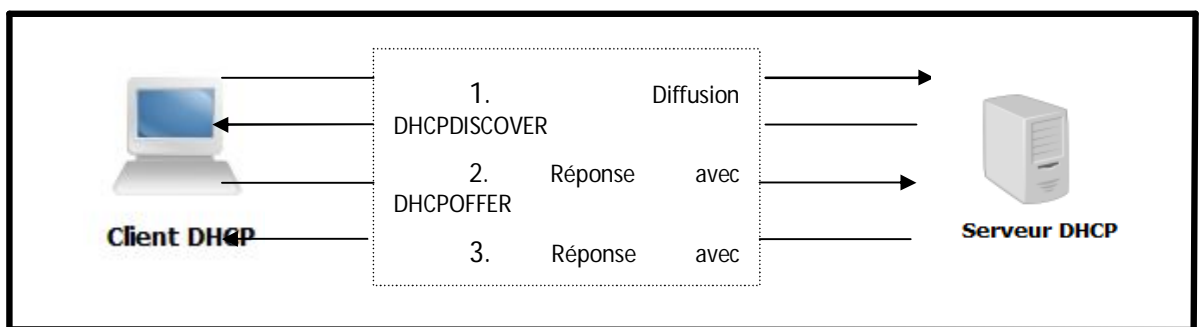 1. Diffusion
DHCPDISCOVER
2. Réponse avec
DHCPOFFER
3. Réponse avec
Client DHCP
Serveur DHCP